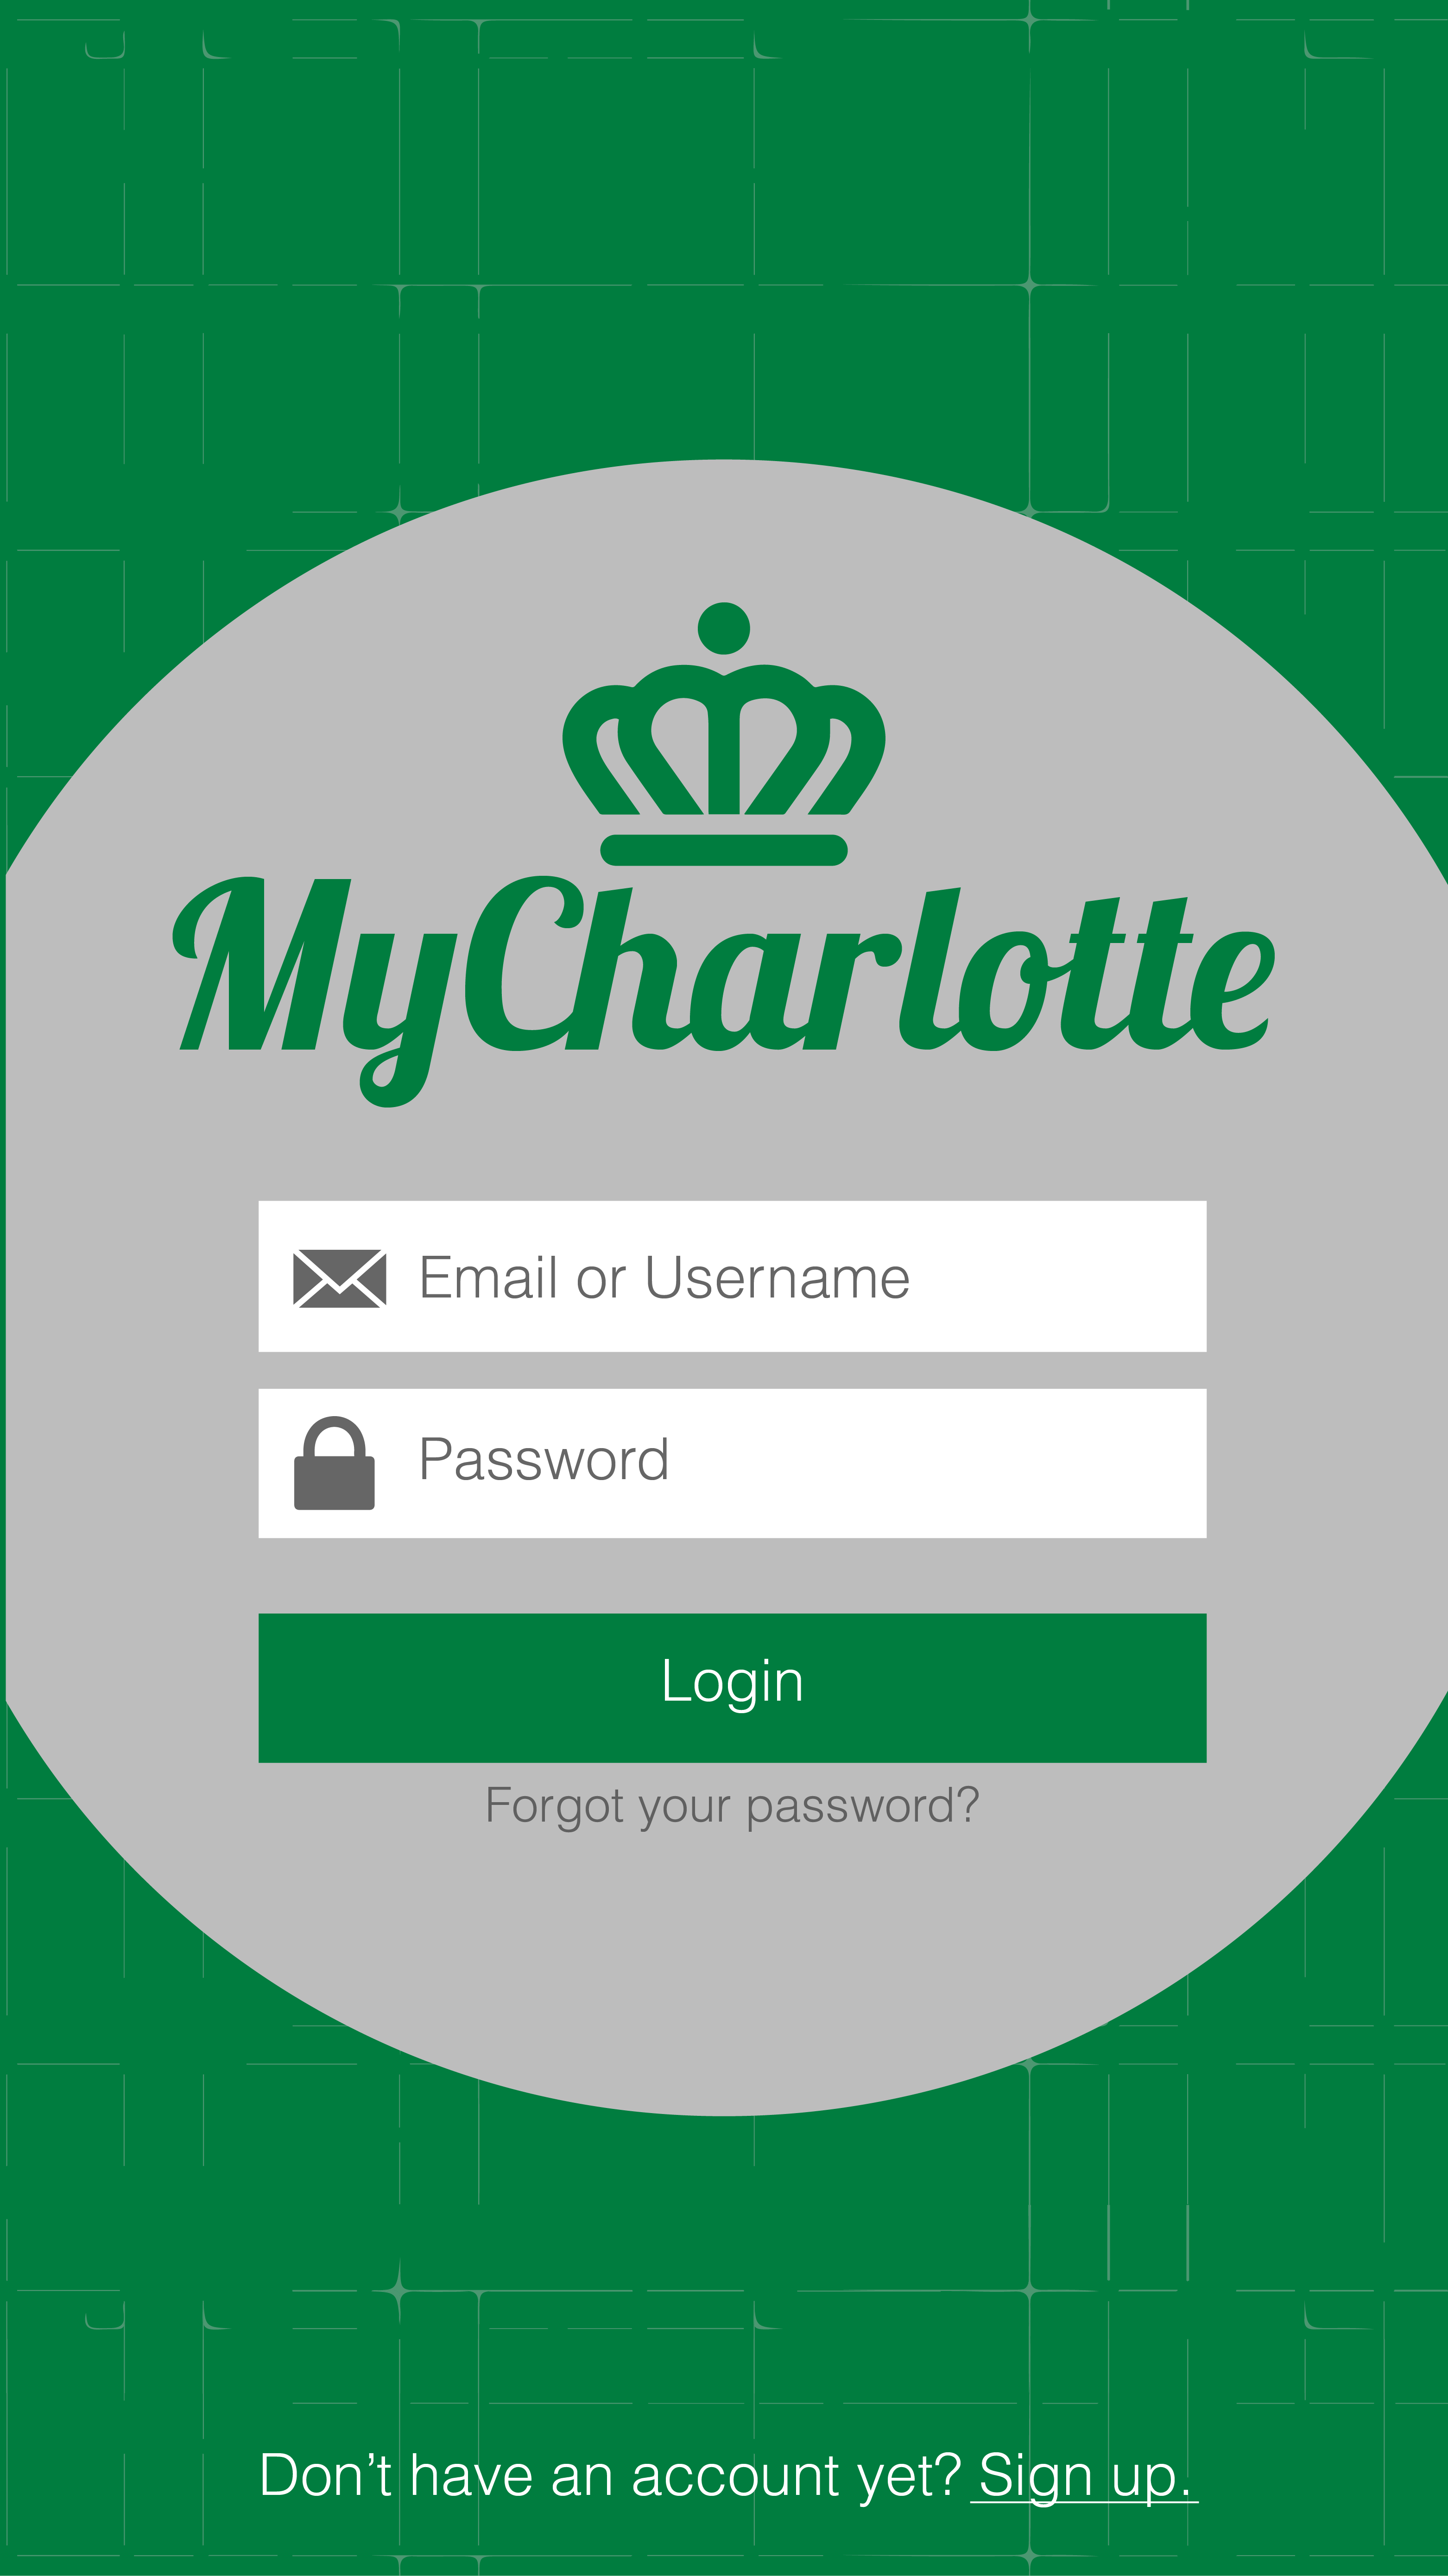 MyCharlotte
Email or Username
Password
Login
Forgot your password?
Don’t have an account yet? Sign up.